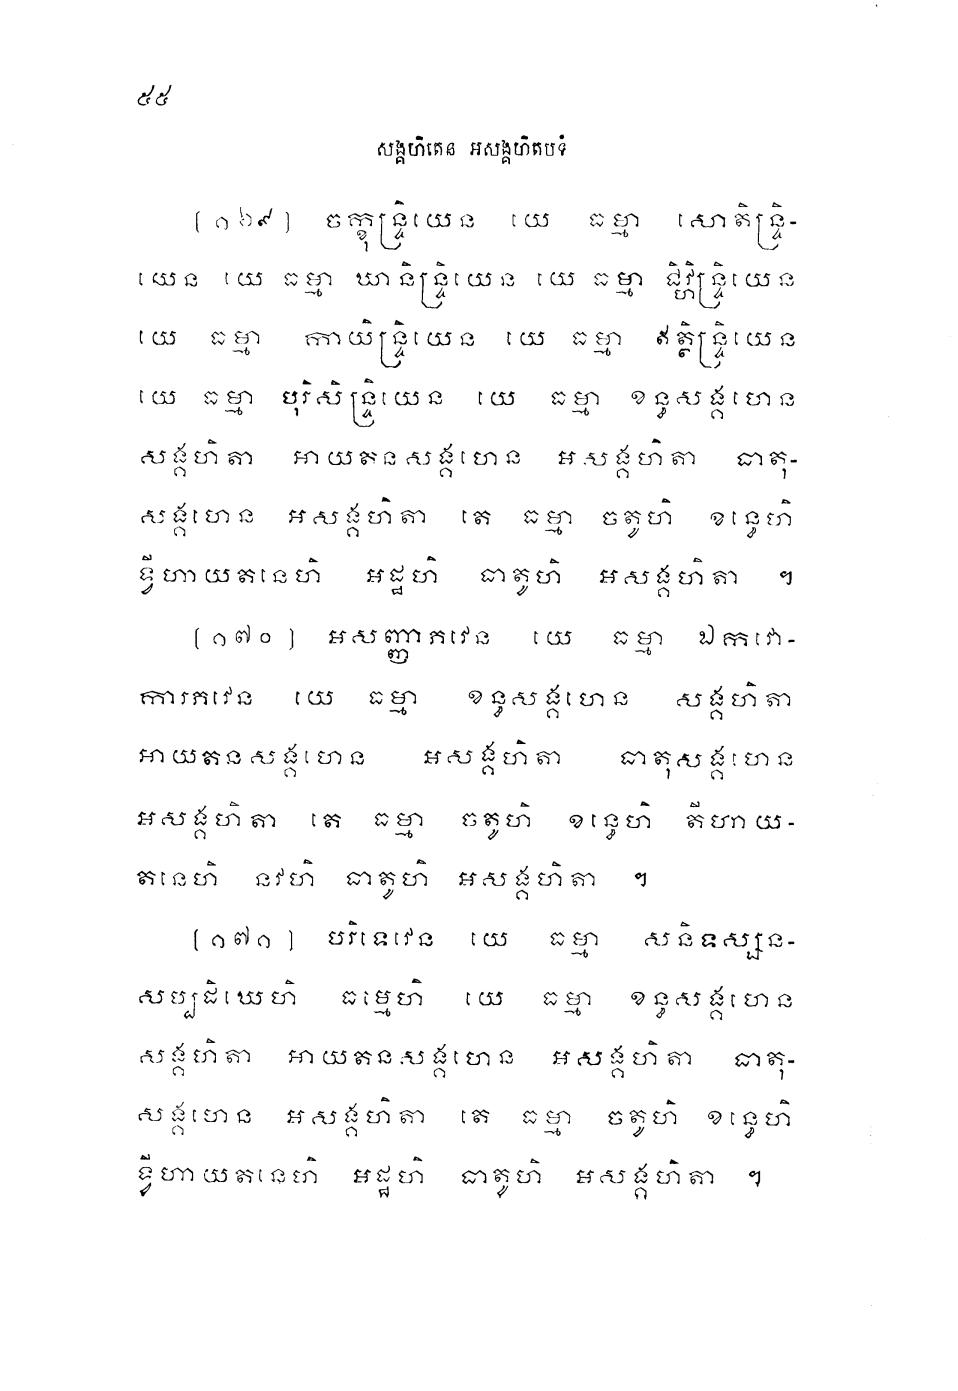 ៥៥
សង្គហិតេន អសង្គហិតបទំ
(១៦៩) ចក្ខុន្ទ្រិយេន យេ ធម្មា សោតិន្ទ្រិ-
យេន យេ ធម្មា ឃានិន្ទ្រិយេន យេ ធម្មា ជិវ្ហិន្ទ្រិយេន
យេ ធម្មា កាយិន្ទ្រិយេន យេ ធម្មា ឥត្ថិន្ទ្រិយេន
យេ ធម្មា បុរិសិន្ទ្រិយេន យេ ធម្មា ខន្ធសង្គហេន
សង្គហិតា អាយតនសង្គហេន អសង្គហិតា ធាតុ-
សង្គហេន អសង្គហិតា តេ ធម្មា ចតូហិ ខន្ធេហិ
ទ្វីហាយតនេហិ អដ្ឋហិ ធាតូហិ អសង្គហិតា ។
(១៧០) អសញ្ញាភវេន យេ ធម្មា ឯកវោ-
ការភវេន យេ ធម្មា ខន្ធសង្គហេន សង្គហិតា
អាយតនសង្គហេន អសង្គហិតា ធាតុសង្គហេន
អសង្គហិតា តេ ធម្មា ចតូហិ ខន្ធេហិ តីហាយ-
តនេហិ នវហិ ធាតូហិ អសង្គហិតា ។
(១៧១) បរិទេវេន យេ ធម្មា សនិទស្សន-
សប្បដិឃេហិ ធម្មេហិ យេ ធម្មា ខន្ធសង្គហេន
សង្គហិតា អាយតនសង្គហេន អសង្គហិតា ធាតុ-
សង្គហេន អសង្គហិតា តេ ធម្មា ចតូហិ ខន្ធេហិ
ទ្វីហាយតនេហិ អដ្ឋហិ ធាតូហិ អសង្គហិតា ។